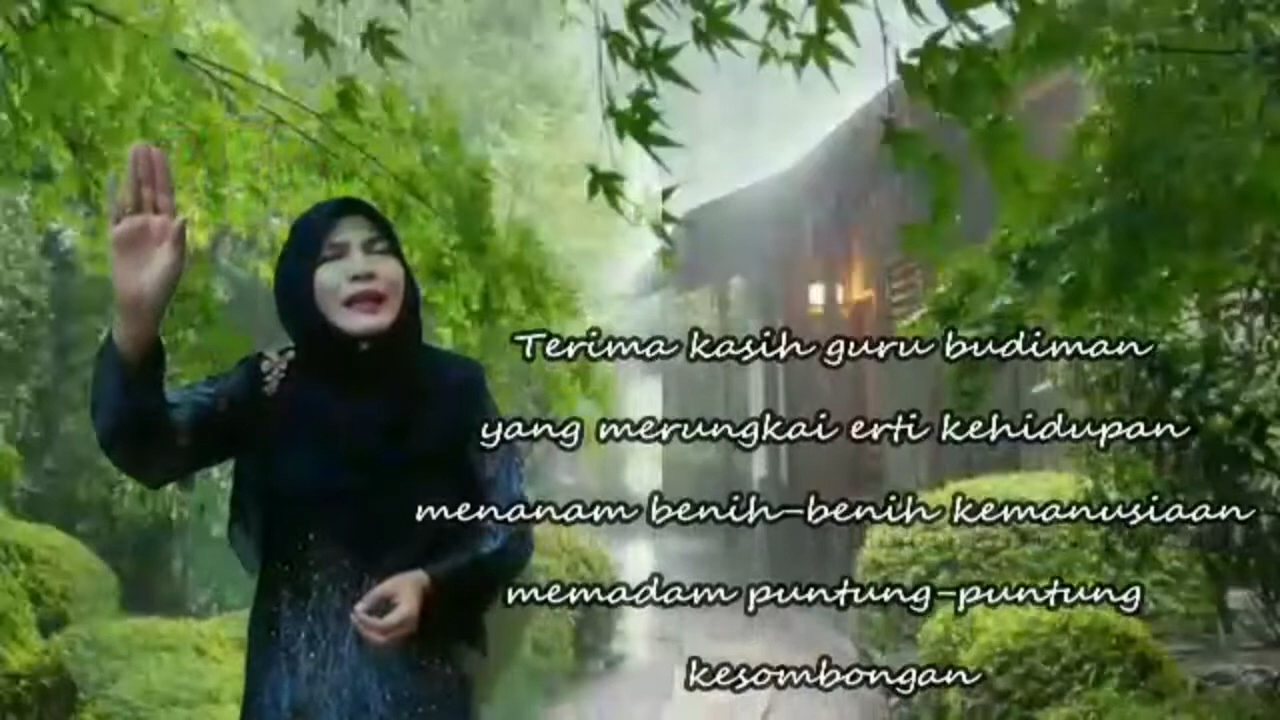 Terima kasih guru budiman
yang merungkai erti kehidupan
menanam benih-benih kemanusiaan
memadam puntung-puntung
kesombongan